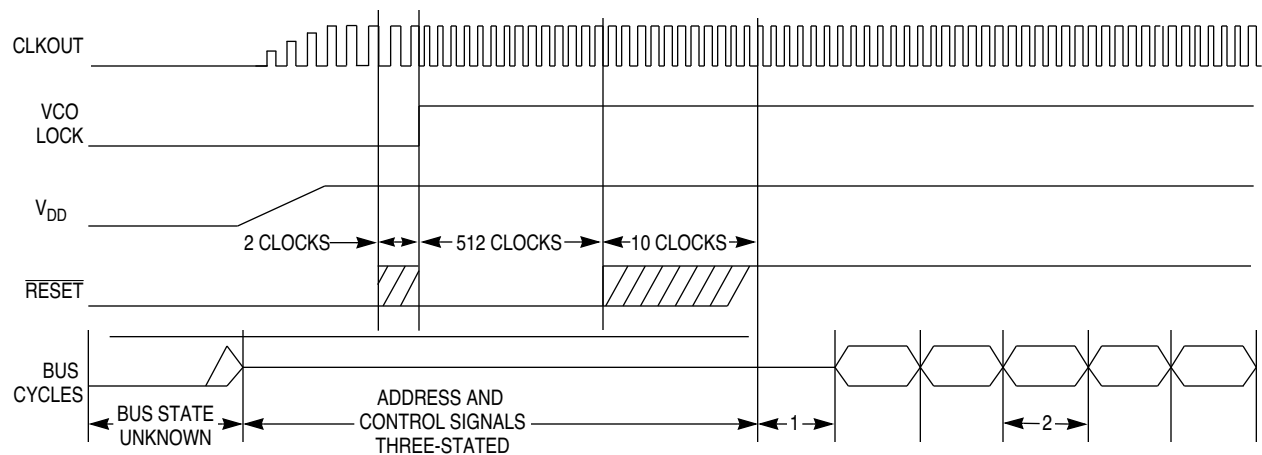 CLKOUT
VCO
LOCK
VDD
2 CLOCKS
512 CLOCKS
10 CLOCKS
RESET
BUS
CYCLES
BUS STATE
UNKNOWN
ADDRESS AND
CONTROL SIGNALS
THREE-STATED
1
2